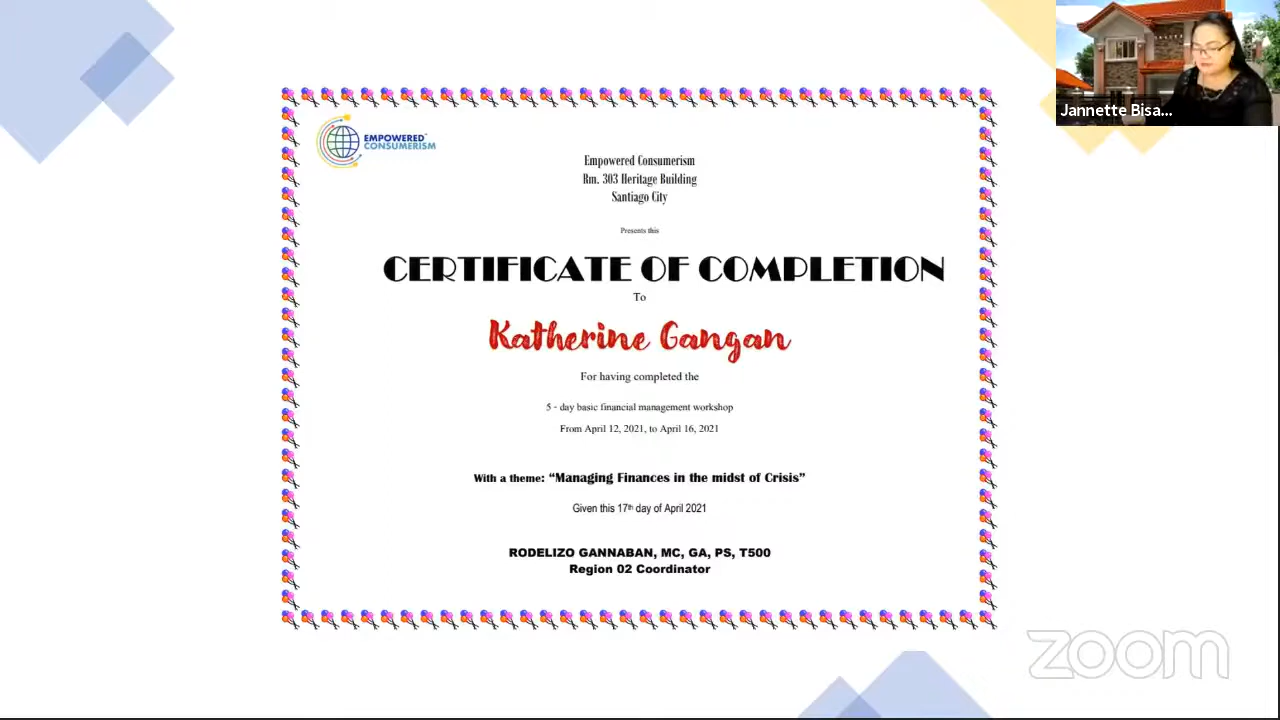 Jannette Bisa...
EMPOWERED™
CONSUMERISM
Empowered Consumerism
Rm. 303 Heritage Building
Santiago City
Presents this
CERTIFICATE OF COMPLETION
To
Katherine Gangan
For having completed the
5 - day basic financial management workshop
From April 12, 2021, to April 16, 2021
With a theme: “Managing Finances in the midst of Crisis”
Given this 17th day of April 2021
RODELIZO GANNABAN, MC, GA, PS, T500
Region 02 Coordinator
zoom